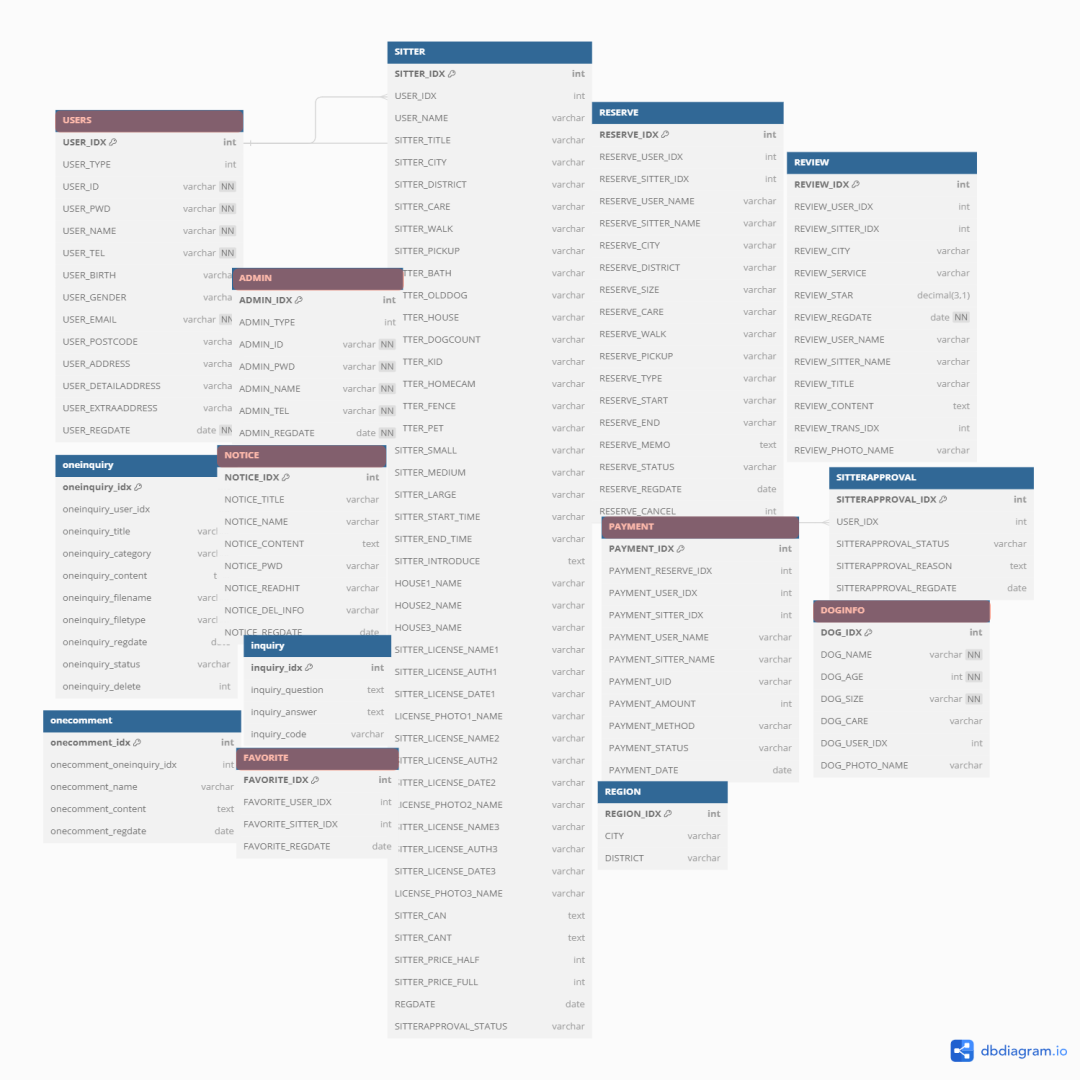 SITTER
SITTER_IDX int
USER_IDX int
USER_NAME varchar
SITTER_TITLE varchar
SITTER_CITY varchar
SITTER_DISTRICT varchar
SITTER_CARE varchar
SITTER_WALK varchar
SITTER_PICKUP varchar
TTER_BATH varchar
TTER_OLDDOG varchar
TTER_HOUSE varchar
TTER_DOGCOUNT varchar
TTER_KID varchar
TTER_HOMECAM varchar
TTER_FENCE varchar
TTER_PET varchar
SITTER_SMALL varchar
SITTER_MEDIUM varchar
SITTER_LARGE varchar
SITTER_START_TIME varchar
SITTER_END_TIME varchar
SITTER_INTRODUCE text
HOUSE1_NAME varchar
HOUSE2_NAME varchar
HOUSE3_NAME varchar
SITTER_LICENSE_NAME1 varchar
SITTER_LICENSE_AUTH1 varchar
SITTER_LICENSE_DATE1 varchar
LICENSE_PHOTO1_NAME varchar
SITTER_LICENSE_NAME2 varchar
ITTER_LICENSE_AUTH2 varchar
ITTER_LICENSE_DATE2 varchar
ICENSE_PHOTO2_NAME varchar
ITTER_LICENSE_NAME3 varchar
ITTER_LICENSE_AUTH3 varchar
SITTER_LICENSE_DATE3 varchar
LICENSE_PHOTO3_NAME varchar
SITTER_CAN text
SITTER_CANT text
SITTER_PRICE_HALF int
SITTER_PRICE_FULL int
REGDATE date
SITTERAPPROVAL_STATUS varchar
USERS
USER_IDX int
USER_TYPE int
USER_ID varchar NN
USER_PWD varchar NN
USER_NAME varchar NN
USER_TEL varchar NN
USER_BIRTH varcha
USER_GENDER varcha
USER_EMAIL varchar NN
USER_POSTCODE varcha
USER_ADDRESS varcha
USER_DETAILADDRESS varcha
USER_EXTRAADDRESS varcha
USER_REGDATE date NN
ADMIN
ADMIN_IDX int
ADMIN_TYPE int
ADMIN_ID varchar NN
ADMIN_PWD varchar NN
ADMIN_NAME varchar NN
ADMIN_TEL varchar NN
ADMIN_REGDATE date NN
oneinquiry
oneinquiry_idx
oneinquiry_user_idx
oneinquiry_title varcl
oneinquiry_category varcl
oneinquiry_content t
oneinquiry_filename varcl
oneinquiry_filetype varcl
oneinquiry_regdate d
oneinquiry_status varchar
oneinquiry_delete int
NOTICE
NOTICE_IDX int
NOTICE_TITLE varchar
NOTICE_NAME varchar
NOTICE_CONTENT text
NOTICE_PWD varchar
NOTICE_READHIT varchar
NOTICE_DEL_INFO varchar
NOTICE_REGDATE date
inquiry
inquiry_idx int
inquiry_question text
inquiry_answer text
inquiry_code varchar
onecomment
onecomment_idx int
onecomment_oneinquiry_idx int
onecomment_name varchar
onecomment_content text
onecomment_regdate date
FAVORITE
FAVORITE_IDX int
FAVORITE_USER_IDX int
FAVORITE_SITTER_IDX int
FAVORITE_REGDATE date
RESERVE
RESERVE_IDX int
RESERVE_USER_IDX int
RESERVE_SITTER_IDX int
RESERVE_USER_NAME varchar
RESERVE_SITTER_NAME varchar
RESERVE_CITY varchar
RESERVE_DISTRICT varchar
RESERVE_SIZE varchar
RESERVE_CARE varchar
RESERVE_WALK varchar
RESERVE_PICKUP varchar
RESERVE_TYPE varchar
RESERVE_START varchar
RESERVE_END varchar
RESERVE_MEMO text
RESERVE_STATUS varchar
RESERVE_REGDATE date
RESERVE_CANCEL int
PAYMENT
PAYMENT_IDX int
PAYMENT_RESERVE_IDX int
PAYMENT_USER_IDX int
PAYMENT_SITTER_IDX int
PAYMENT_USER_NAME varchar
PAYMENT_SITTER_NAME varchar
PAYMENT_UID varchar
PAYMENT_AMOUNT int
PAYMENT_METHOD varchar
PAYMENT_STATUS varchar
PAYMENT_DATE date
REGION
REGION_IDX int
CITY varchar
DISTRICT varchar
REVIEW
REVIEW_IDX int
REVIEW_USER_IDX int
REVIEW_SITTER_IDX int
REVIEW_CITY varchar
REVIEW_SERVICE varchar
REVIEW_STAR decimal(3,1)
REVIEW_REGDATE date NN
REVIEW_USER_NAME varchar
REVIEW_SITTER_NAME varchar
REVIEW_TITLE varchar
REVIEW_CONTENT text
REVIEW_TRANS_IDX int
REVIEW_PHOTO_NAME varchar
SITTERAPPROVAL
SITTERAPPROVAL_IDX int
USER_IDX int
SITTERAPPROVAL_STATUS varchar
SITTERAPPROVAL_REASON text
SITTERAPPROVAL_REGDATE date
DOGINFO
DOG_IDX int
DOG_NAME varchar NN
DOG_AGE int NN
DOG_SIZE varchar NN
DOG_CARE varchar
DOG_USER_IDX int
DOG_PHOTO_NAME varchar
dbdiagram.io